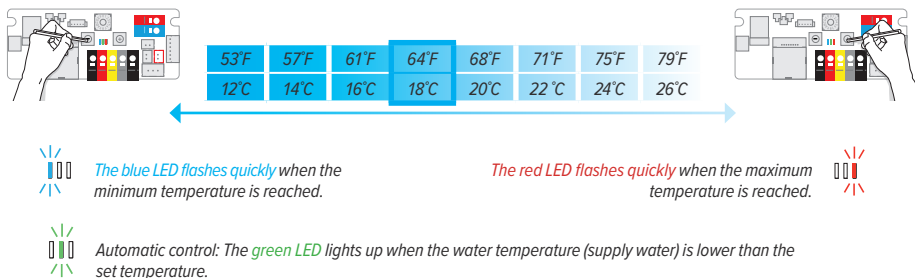 53°F 57°F 61°F 64°F 68°F 71°F 75°F 79°F
12°C 14°C 16°C 18°C 20°C 22 °C 24°C 26°C
The blue LED flashes quickly when the
minimum temperature is reached.
The red LED flashes quickly when the maximum
temperature is reached.
Automatic control: The green LED lights up when the water temperature (supply water) is lower than the
set temperature.